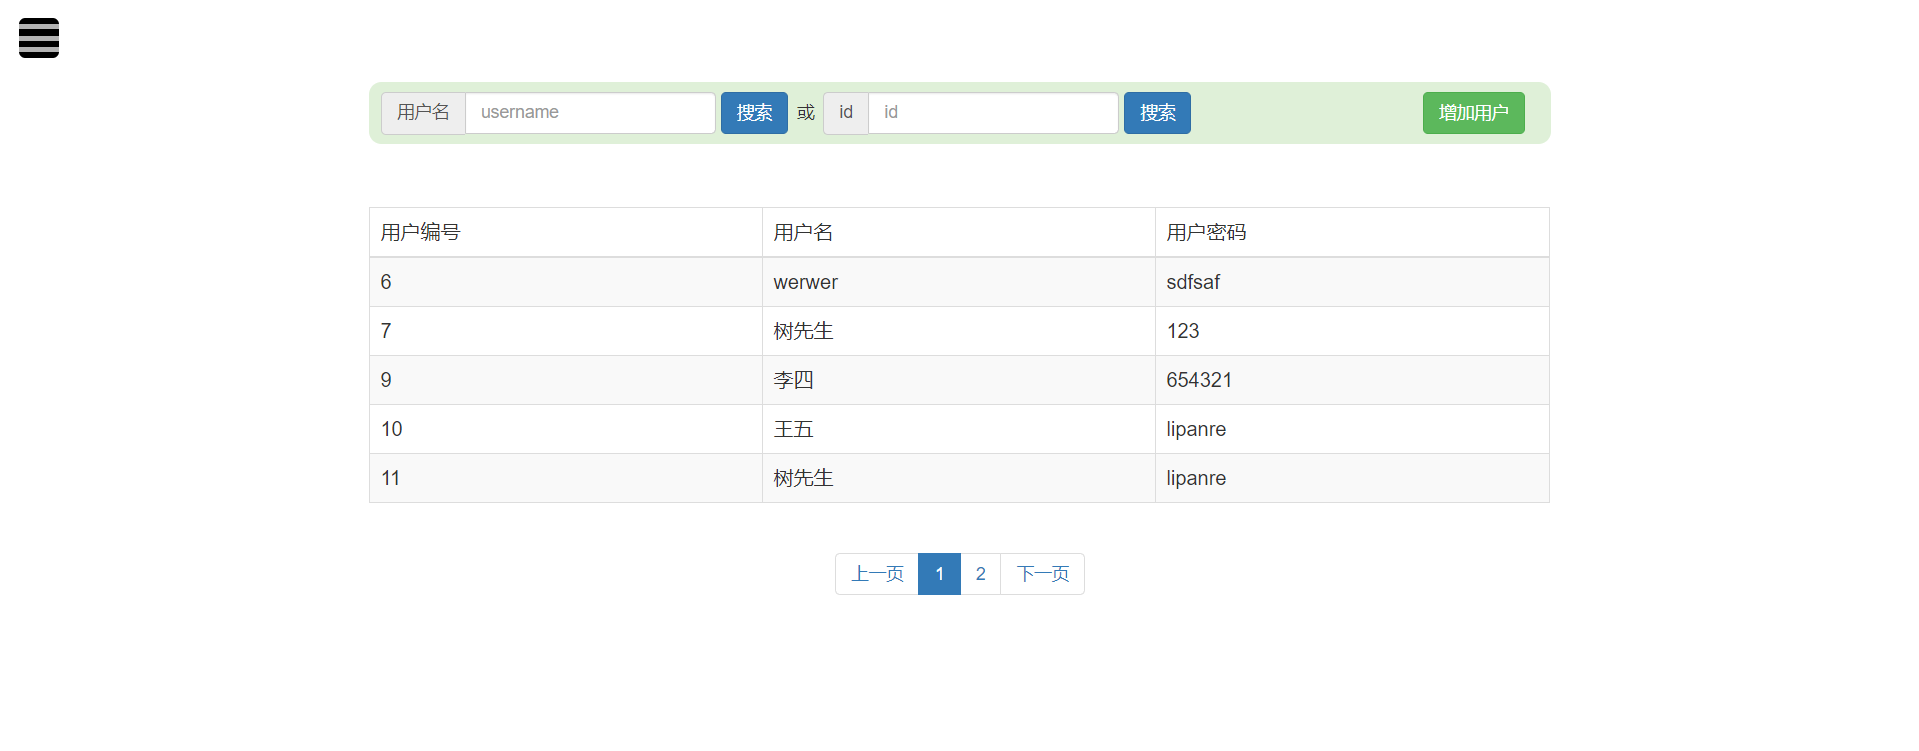 用户名 username 搜索 或 id id 搜索 增加用户
用户编号 用户名 用户密码
6 werwer sdfsaf
7 树先生 123
9 李四 654321
10 王五 lipanre
11 树先生 lipanre
上一页 1 2 下一页